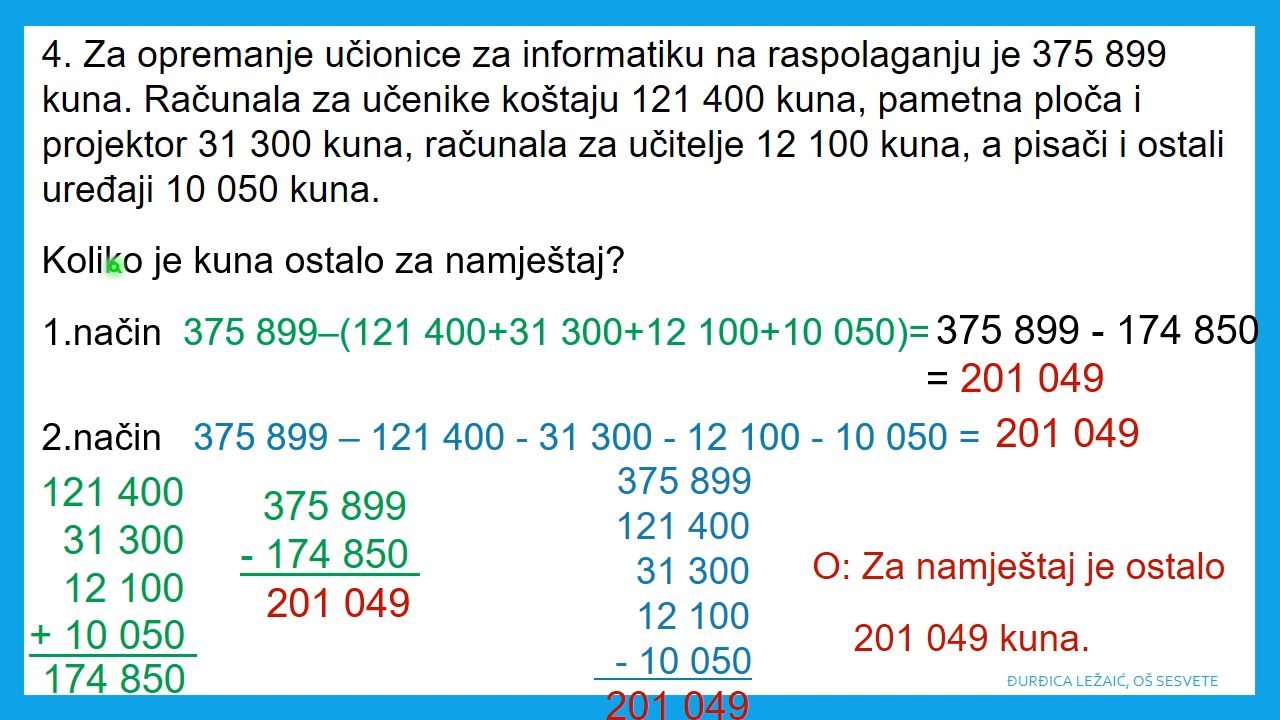 4. Za opremanje učionice za informatiku na raspolaganju je 375 899
kuna. Računala za učenike koštaju 121 400 kuna, pametna ploča i
projektor 31 300 kuna, računala za učitelje 12 100 kuna, a pisači i ostali
uređaji 10 050 kuna.
Koliko je kuna ostalo za namještaj?
1.način 375 899–(121 400+31 300+12 100+10 050)= 375 899 - 174 850
= 201 049
2.način 375 899 – 121 400 - 31 300 - 12 100 - 10 050 = 201 049
121 400
31 300
12 100
+ 10 050
174 850
375 899
- 174 850
201 049
375 899
121 400
31 300
12 100
- 10 050
201 049
O: Za namještaj je ostalo
201 049 kuna.
ĐURĐICA LEŽAIĆ, OŠ SESVETE